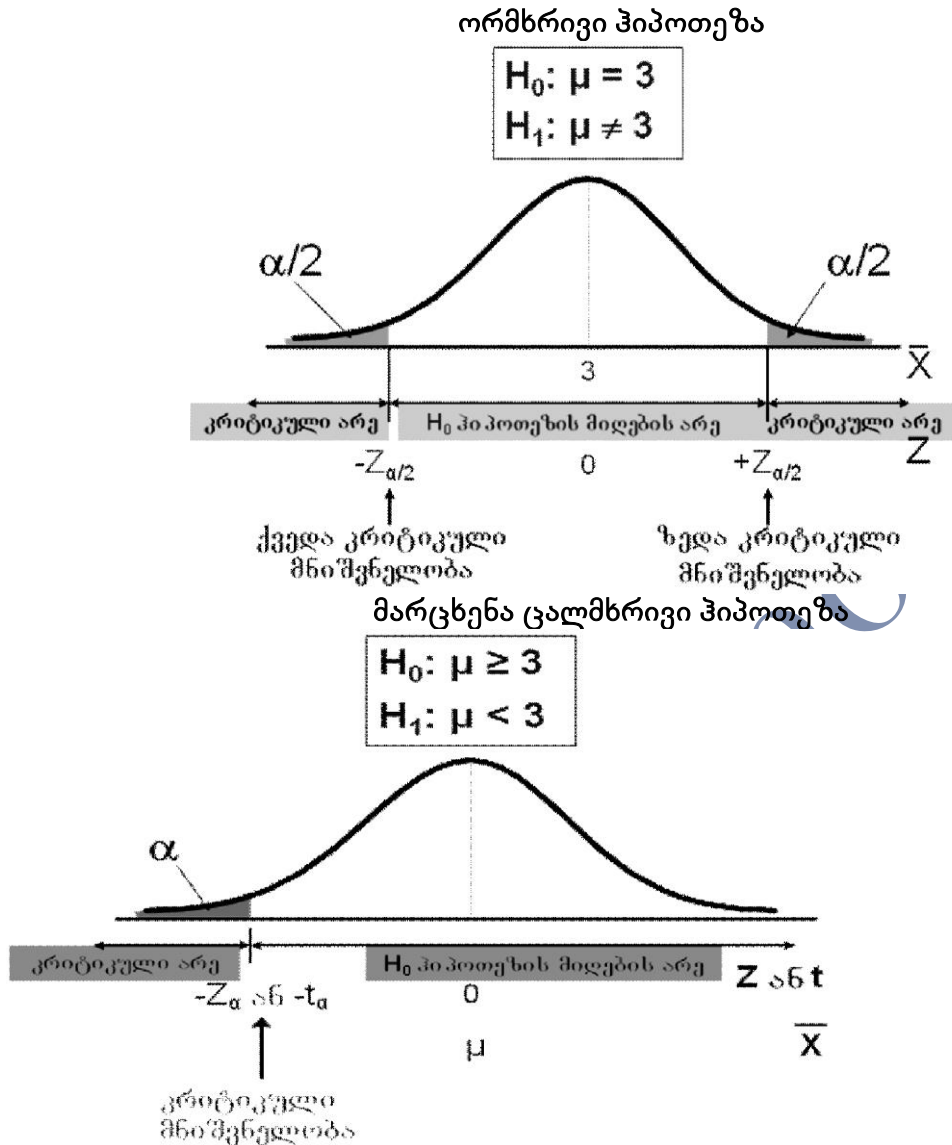 ორმხრივი ჰიპოთეზა
H₀: μ = 3
H₁: μ ≠ 3
α/2
α/2
3
X̅
კრიტიკული არე
H₀ ჰიპოთეზის მიღების არე
კრიტიკული არე
Z
-Zα/2
0
+Zα/2
ქვედა კრიტიკული
მნიშვნელობა
ზედა კრიტიკული
მნიშვნელობა
მარცხენა ცალმხრივი ჰიპოთეზა
H₀: μ ≥ 3
H₁: μ < 3
α
კრიტიკული არე
H₀ ჰიპოთეზის მიღების არე
Z ან t
-Zα ან -tα
0
μ
X̅
კრიტიკული
მნიშვნელობა